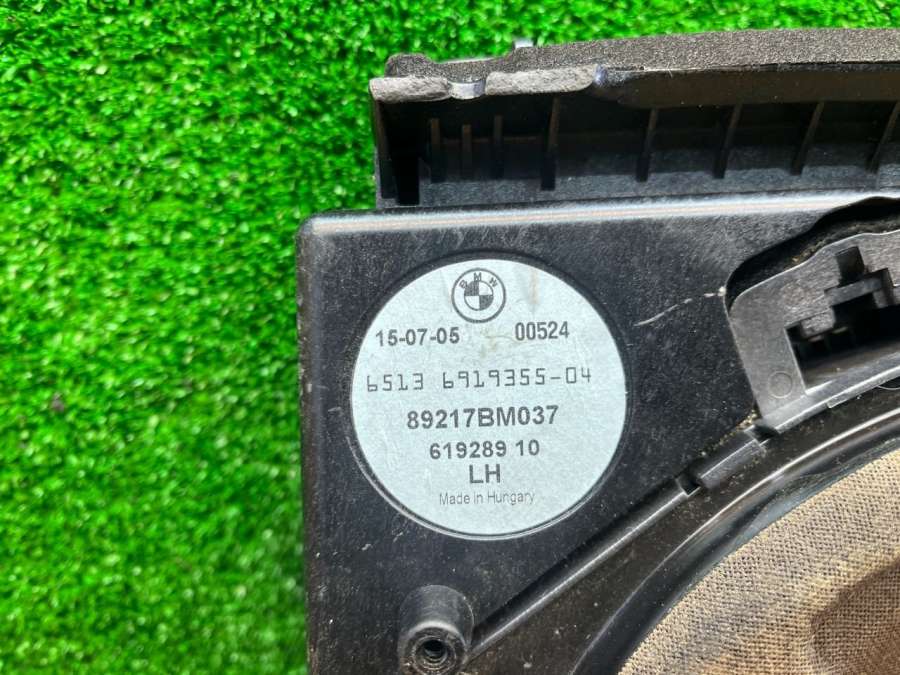 BMW
15-07-05 00524
6513 6919355-04
89217BM037
619289 10
LH
Made in Hungary